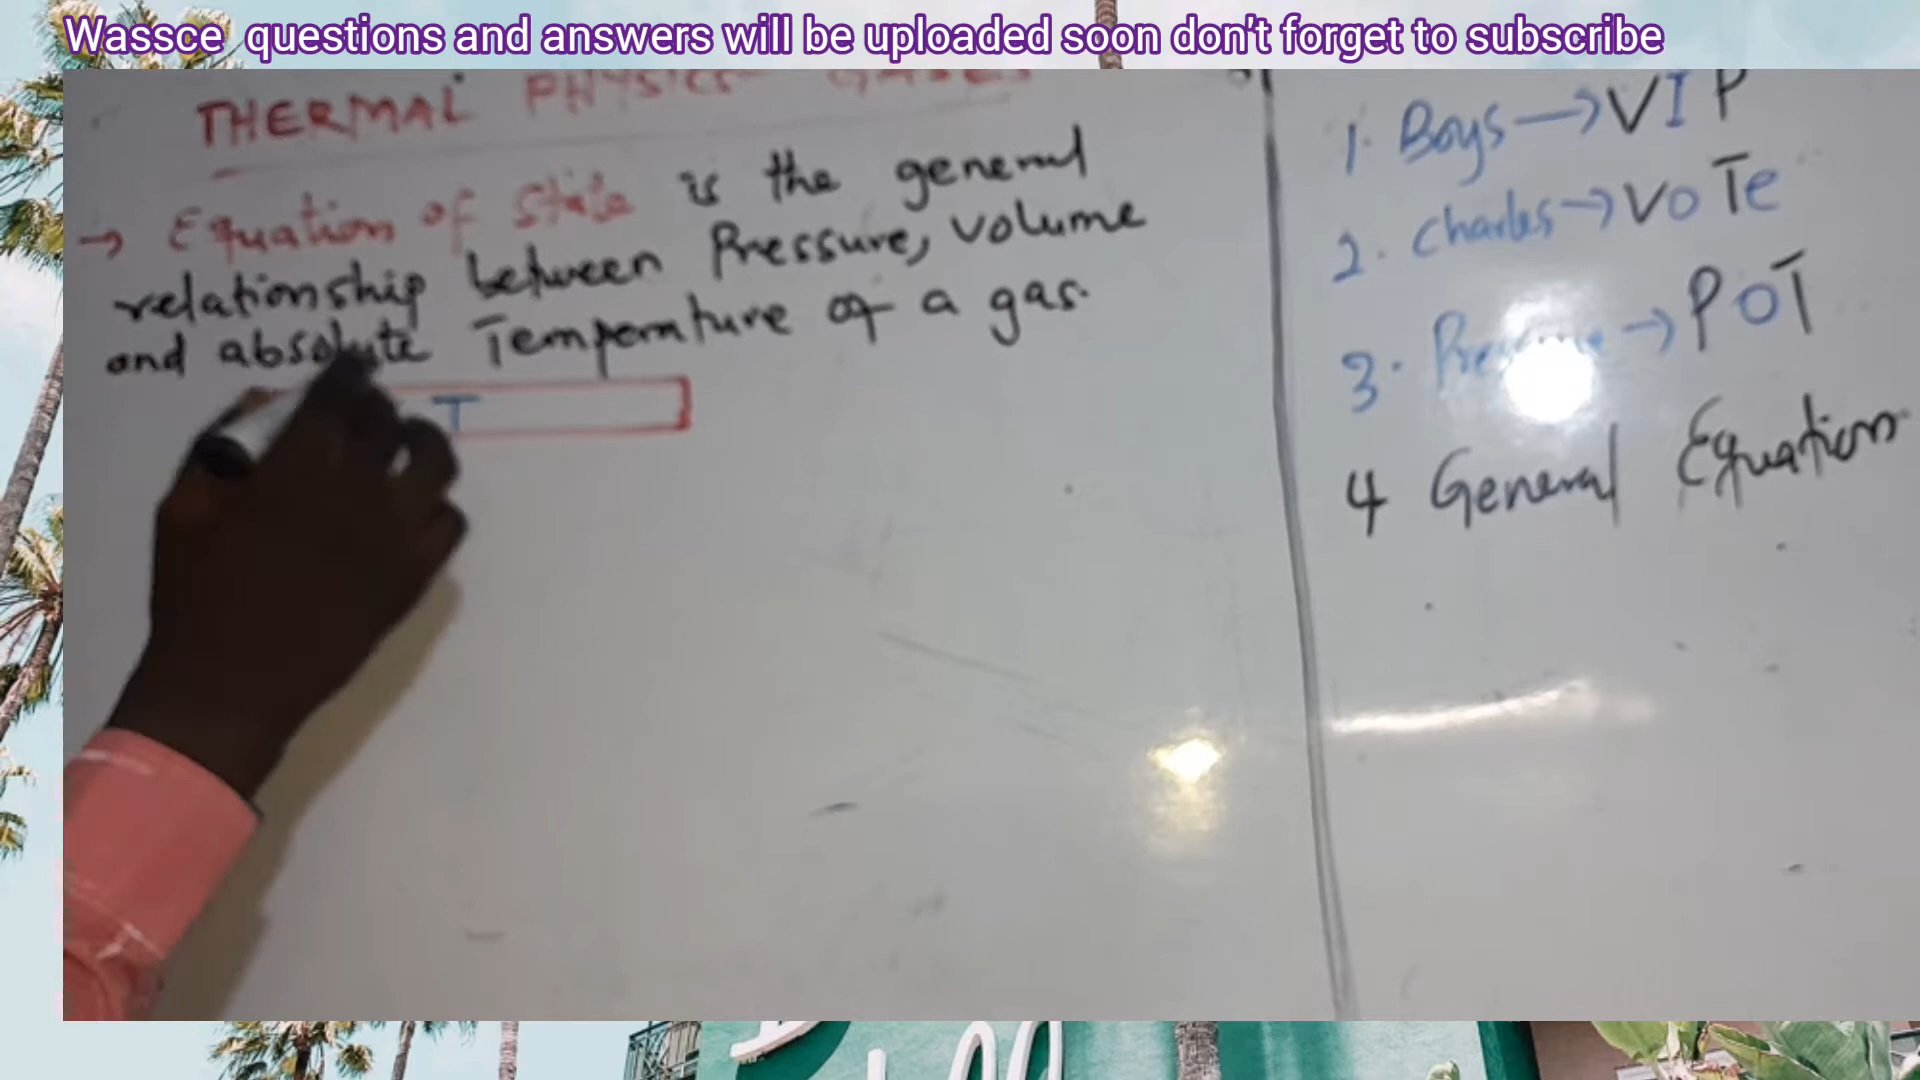 Wassce questions and answers will be uploaded soon don't forget to subscribe
THERMAL PHYSICS GASES
→ Equation of State is the general
relationship between Pressure, Volume
and absolute Temperature of a gas.
T
1. Boys → VIP
2. Charles → VoTe
3. → POT
4 General Equation